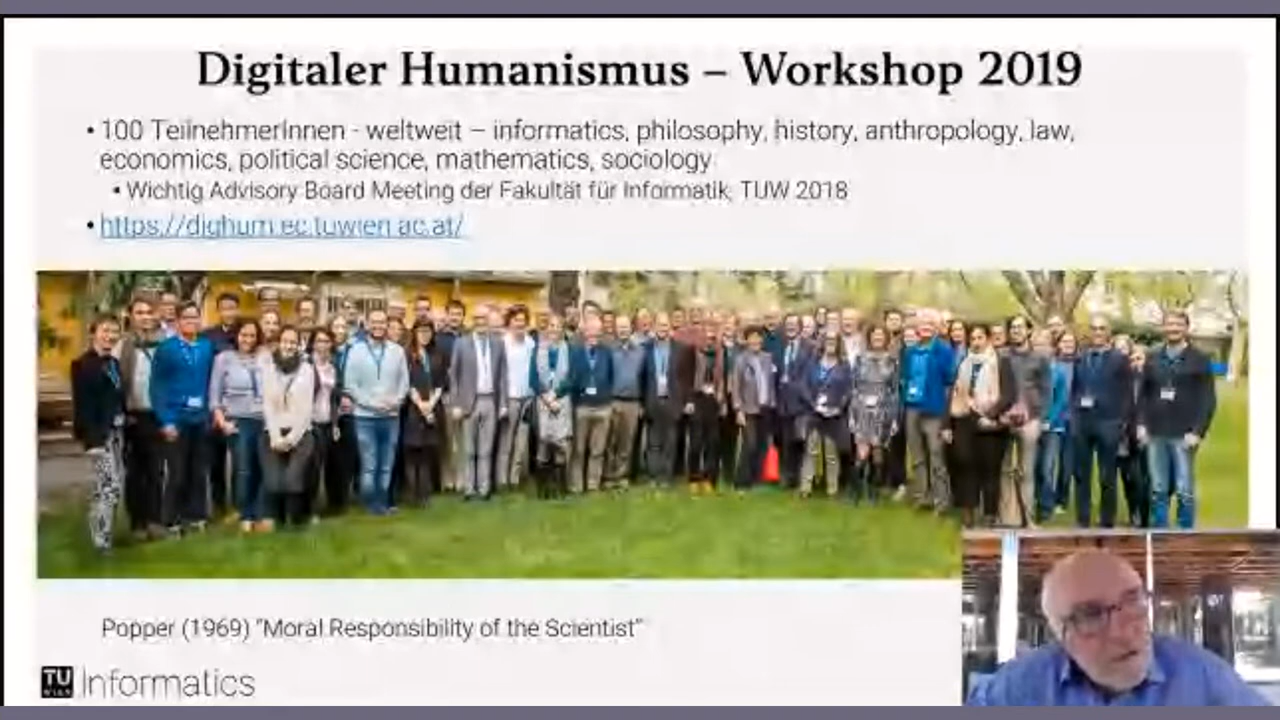 Digitaler Humanismus – Workshop 2019
• 100 TeilnehmerInnen - weltweit – informatics, philosophy, history, anthropology, law,
economics, political science, mathematics, sociology
• Wichtig Advisory Board Meeting der Fakultät für Informatik, TUW 2018
• https://dighum.ec.tuwien.ac.at/
Popper (1969) "Moral Responsibility of the Scientist"
TU
WIEN
Informatics